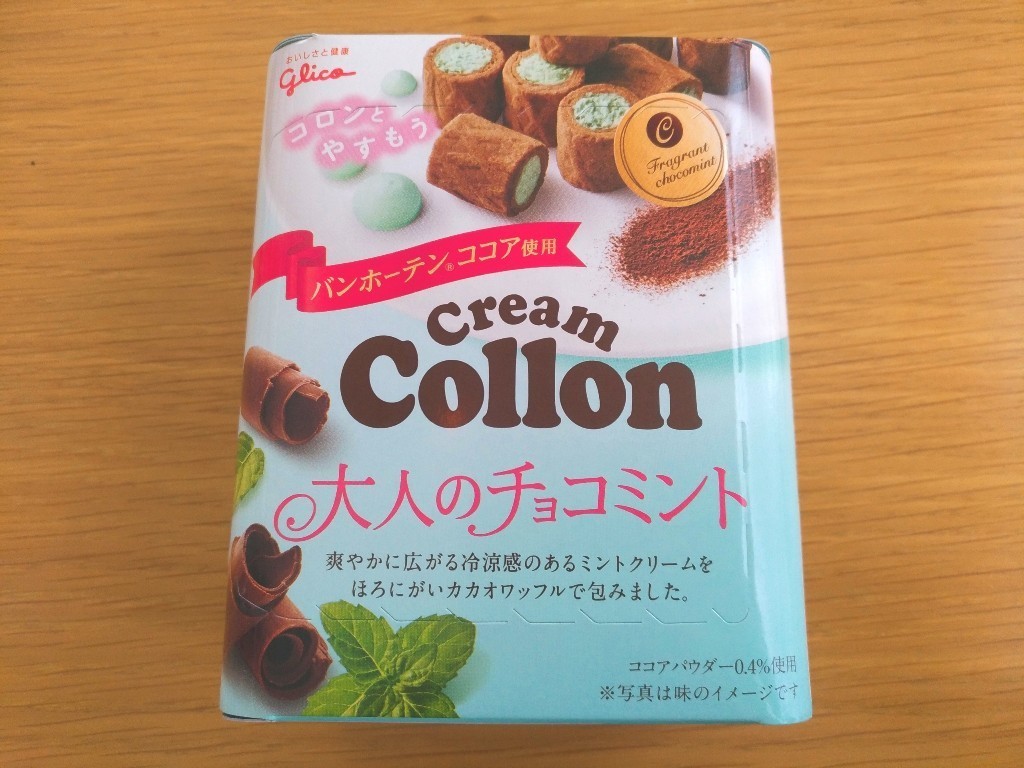 おいしさと健康
Glico
コロンと
やすもう
C
Fragrant
chocomint
バンホーテン®ココア使用
Cream
Collon
大人のチョコミント
爽やかに広がる冷涼感のあるミントクリームを
ほろにがいカカオワッフルで包みました。
ココアパウダー0.4%使用
※写真は味のイメージです